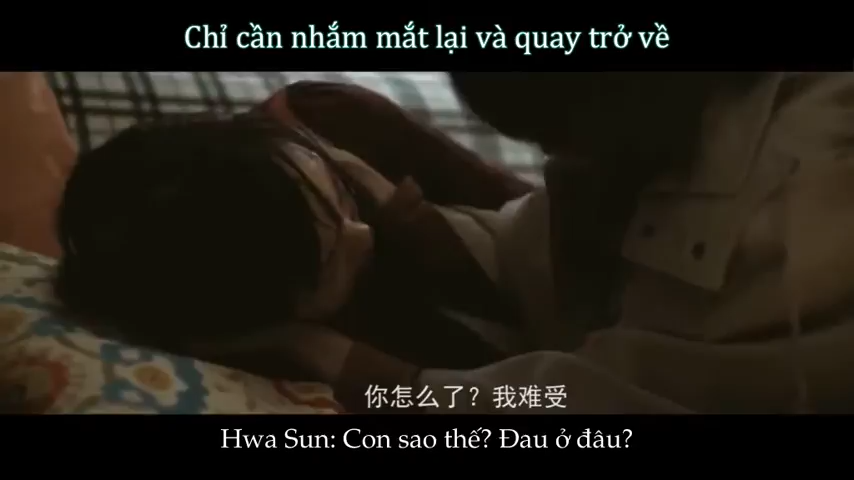 Chỉ cần nhắm mắt lại và quay trở về
你怎么了？我难受
Hwa Sun: Con sao thế? Đau ở đâu?